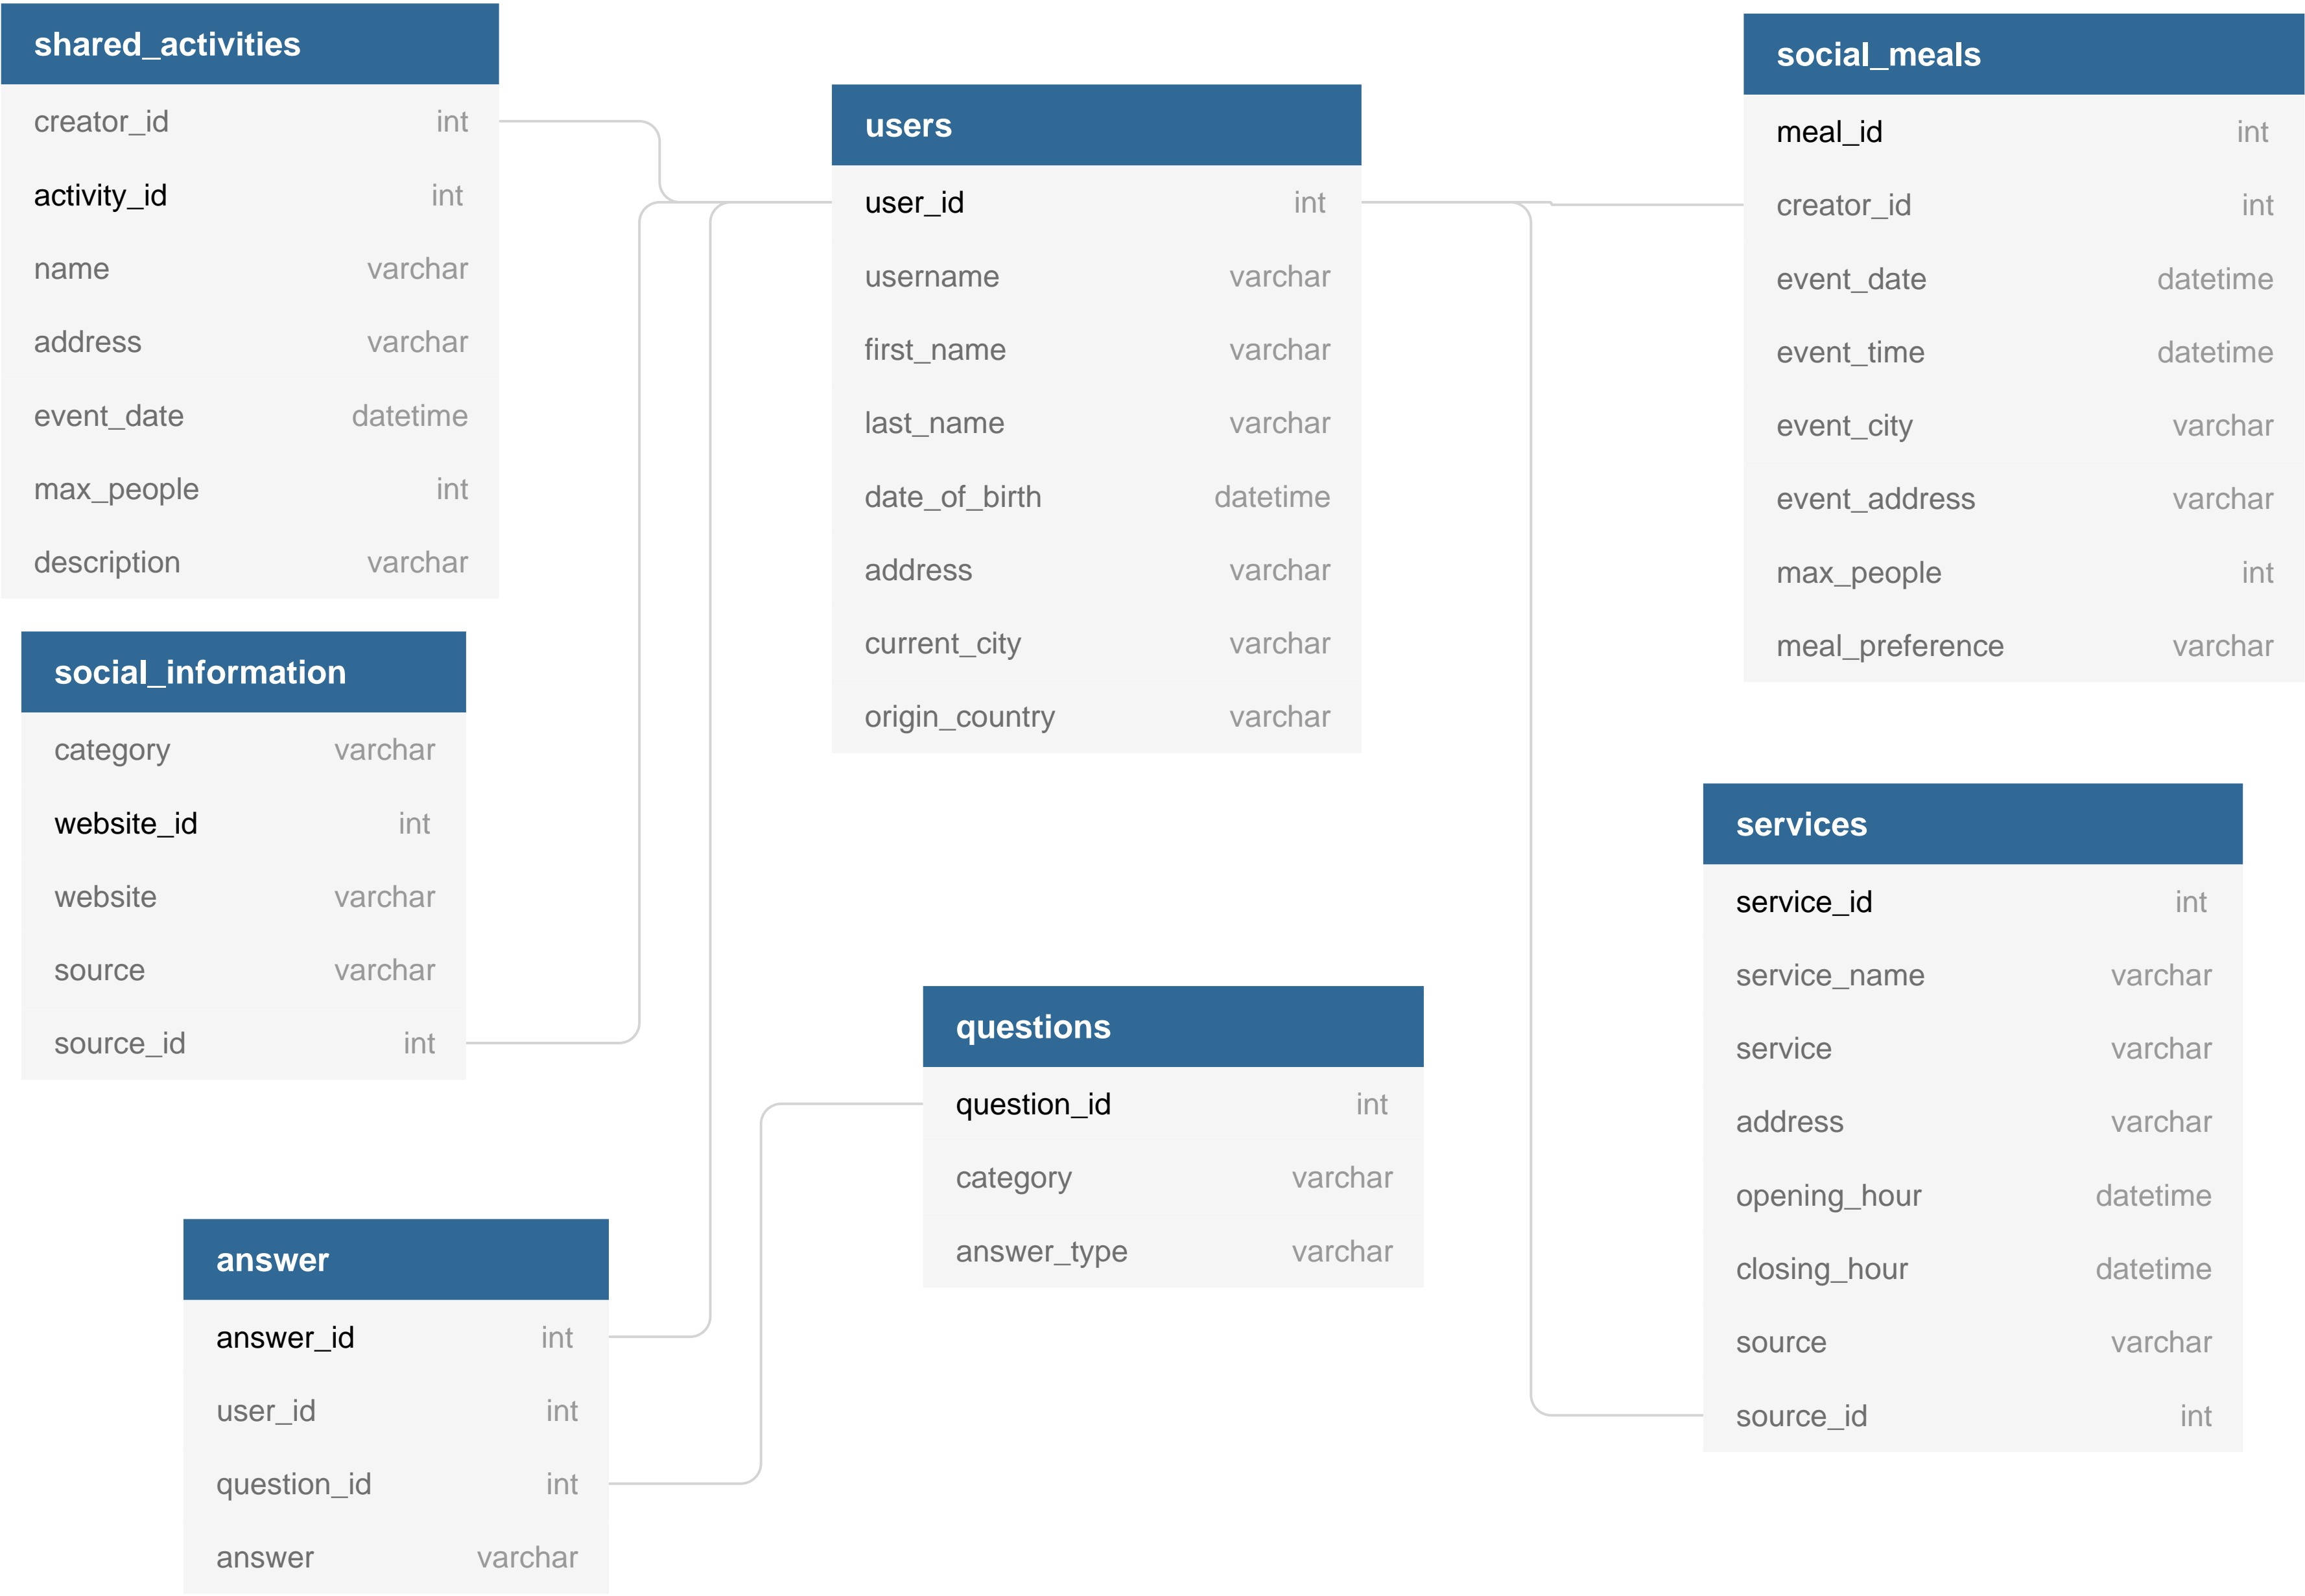 shared_activities
creator_id int
activity_id int
name varchar
address varchar
event_date datetime
max_people int
description varchar
social_information
category varchar
website_id int
website varchar
source varchar
source_id int
answer
answer_id int
user_id int
question_id int
answer varchar
users
user_id int
username varchar
first_name varchar
last_name varchar
date_of_birth datetime
address varchar
current_city varchar
origin_country varchar
questions
question_id int
category varchar
answer_type varchar
social_meals
meal_id int
creator_id int
event_date datetime
event_time datetime
event_city varchar
event_address varchar
max_people int
meal_preference varchar
services
service_id int
service_name varchar
service varchar
address varchar
opening_hour datetime
closing_hour datetime
source varchar
source_id int